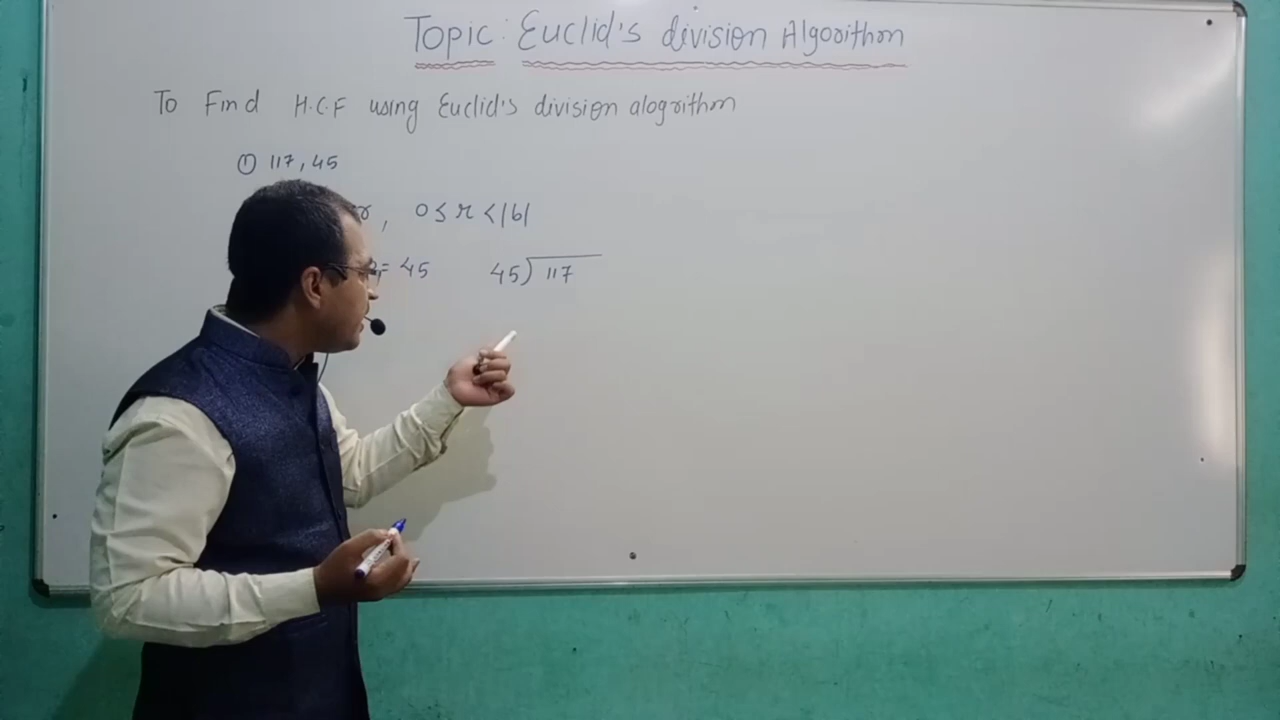 Topic: Euclid's division Algorithm
To Find H.C.F using Euclid's division alogrithm
① 117, 45
r, 0 ≤ r < |b|
= 45 45) 117